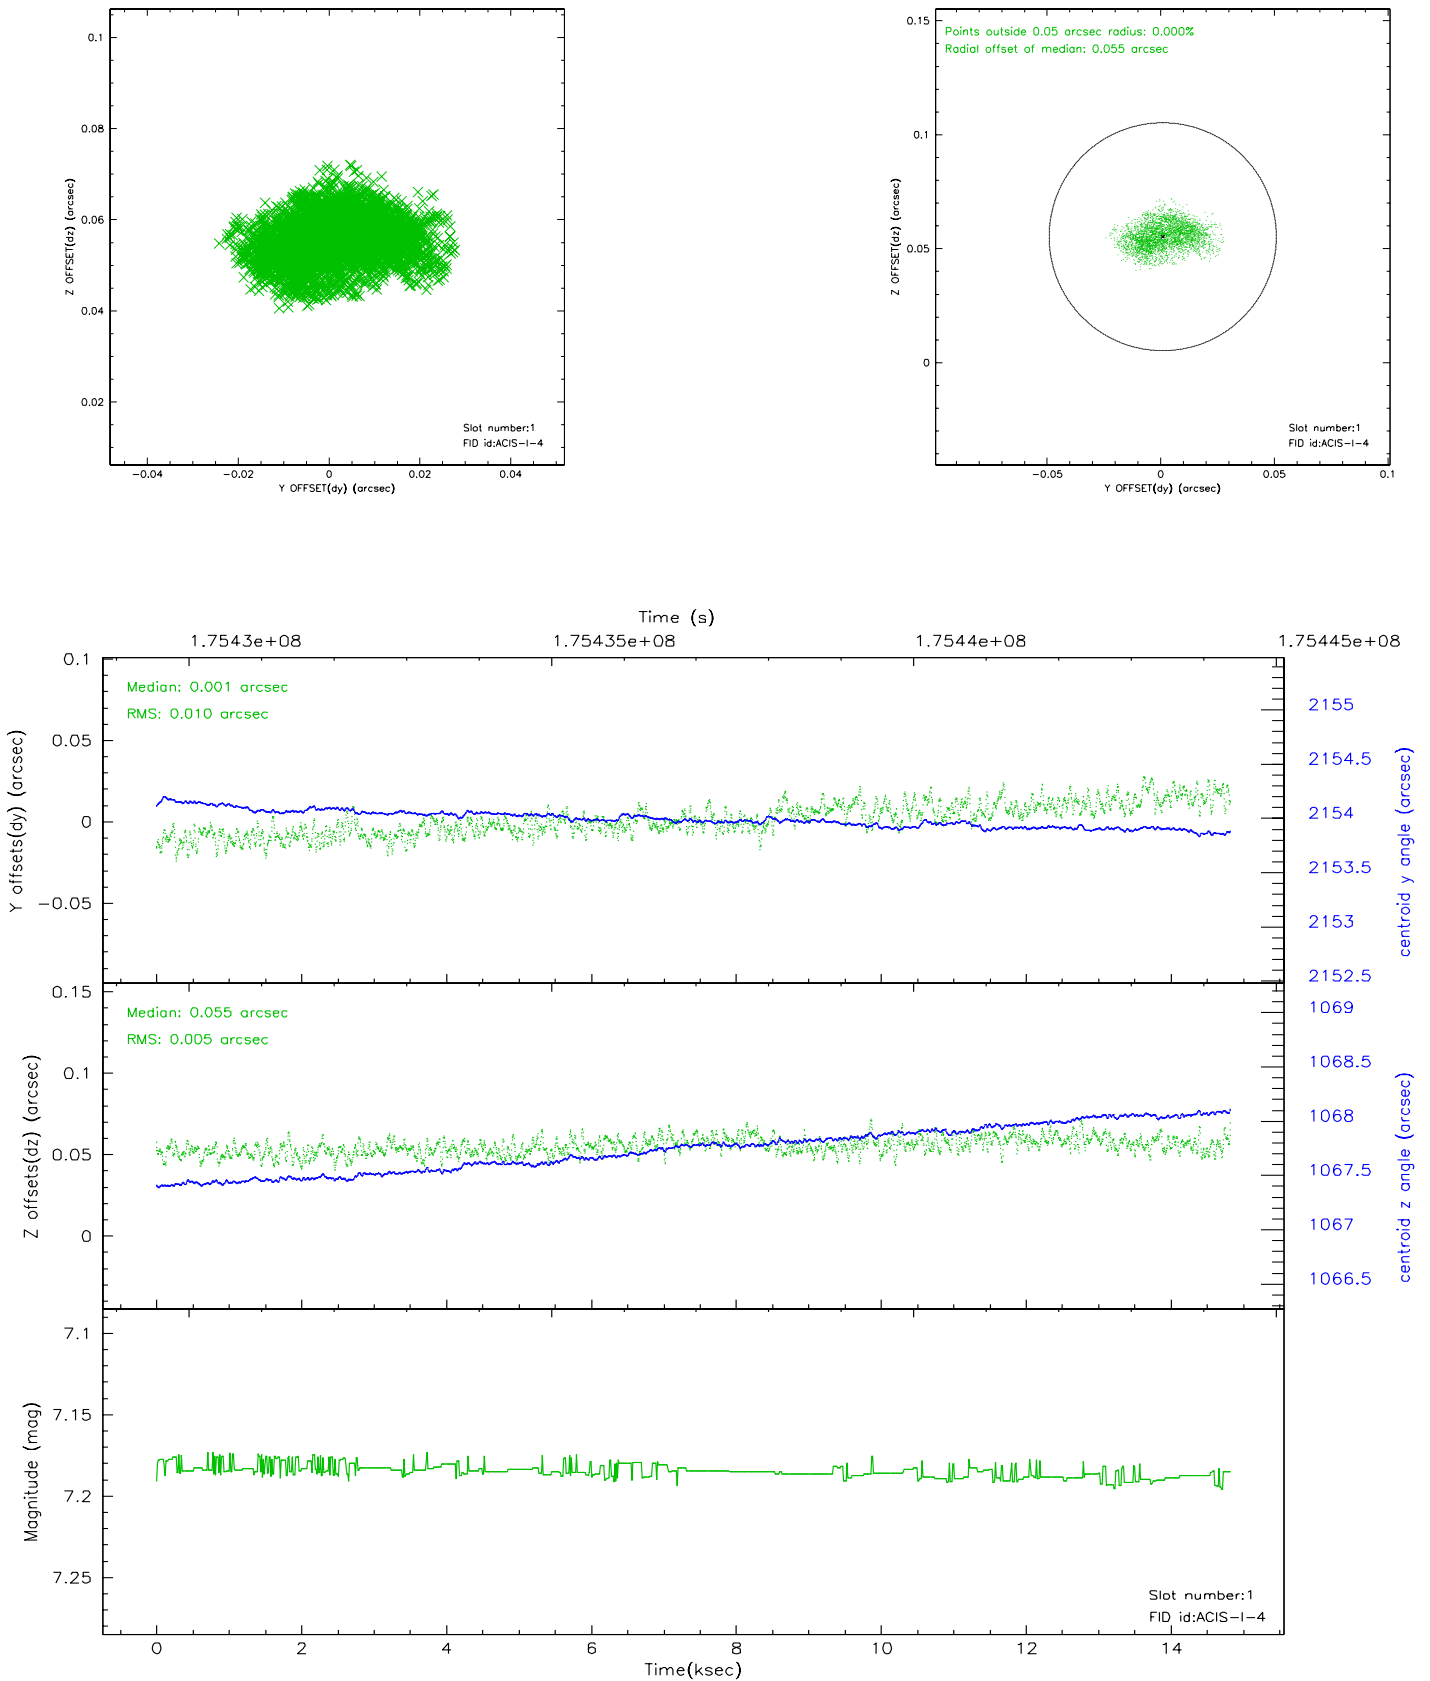 0.1
0.08
0.06
0.04
0.02
Z OFFSET(dz) (arcsec)
−0.04 −0.02 0 0.02 0.04
Y OFFSET(dy) (arcsec)
Slot number:1
FID id:ACIS−I−4
Points outside 0.05 arcsec radius: 0.000%
Radial offset of median: 0.055 arcsec
0.15
0.1
0.05
0
Z OFFSET(dz) (arcsec)
−0.05 0 0.05 0.1
Y OFFSET(dy) (arcsec)
Slot number:1
FID id:ACIS−I−4
Time (s)
1.7543e+08 1.75435e+08 1.7544e+08 1.75445e+08
Median: 0.001 arcsec
RMS: 0.010 arcsec
0.1
0.05
0
−0.05
Y offsets(dy) (arcsec)
2155
2154.5
2154
2153.5
2153
2152.5
centroid y angle (arcsec)
Median: 0.055 arcsec
RMS: 0.005 arcsec
0.15
0.1
0.05
0
Z offsets(dz) (arcsec)
1069
1068.5
1068
1067.5
1067
1066.5
centroid z angle (arcsec)
7.1
7.15
7.2
7.25
Magnitude (mag)
Slot number:1
FID id:ACIS−I−4
0 2 4 6 8 10 12 14
Time(ksec)